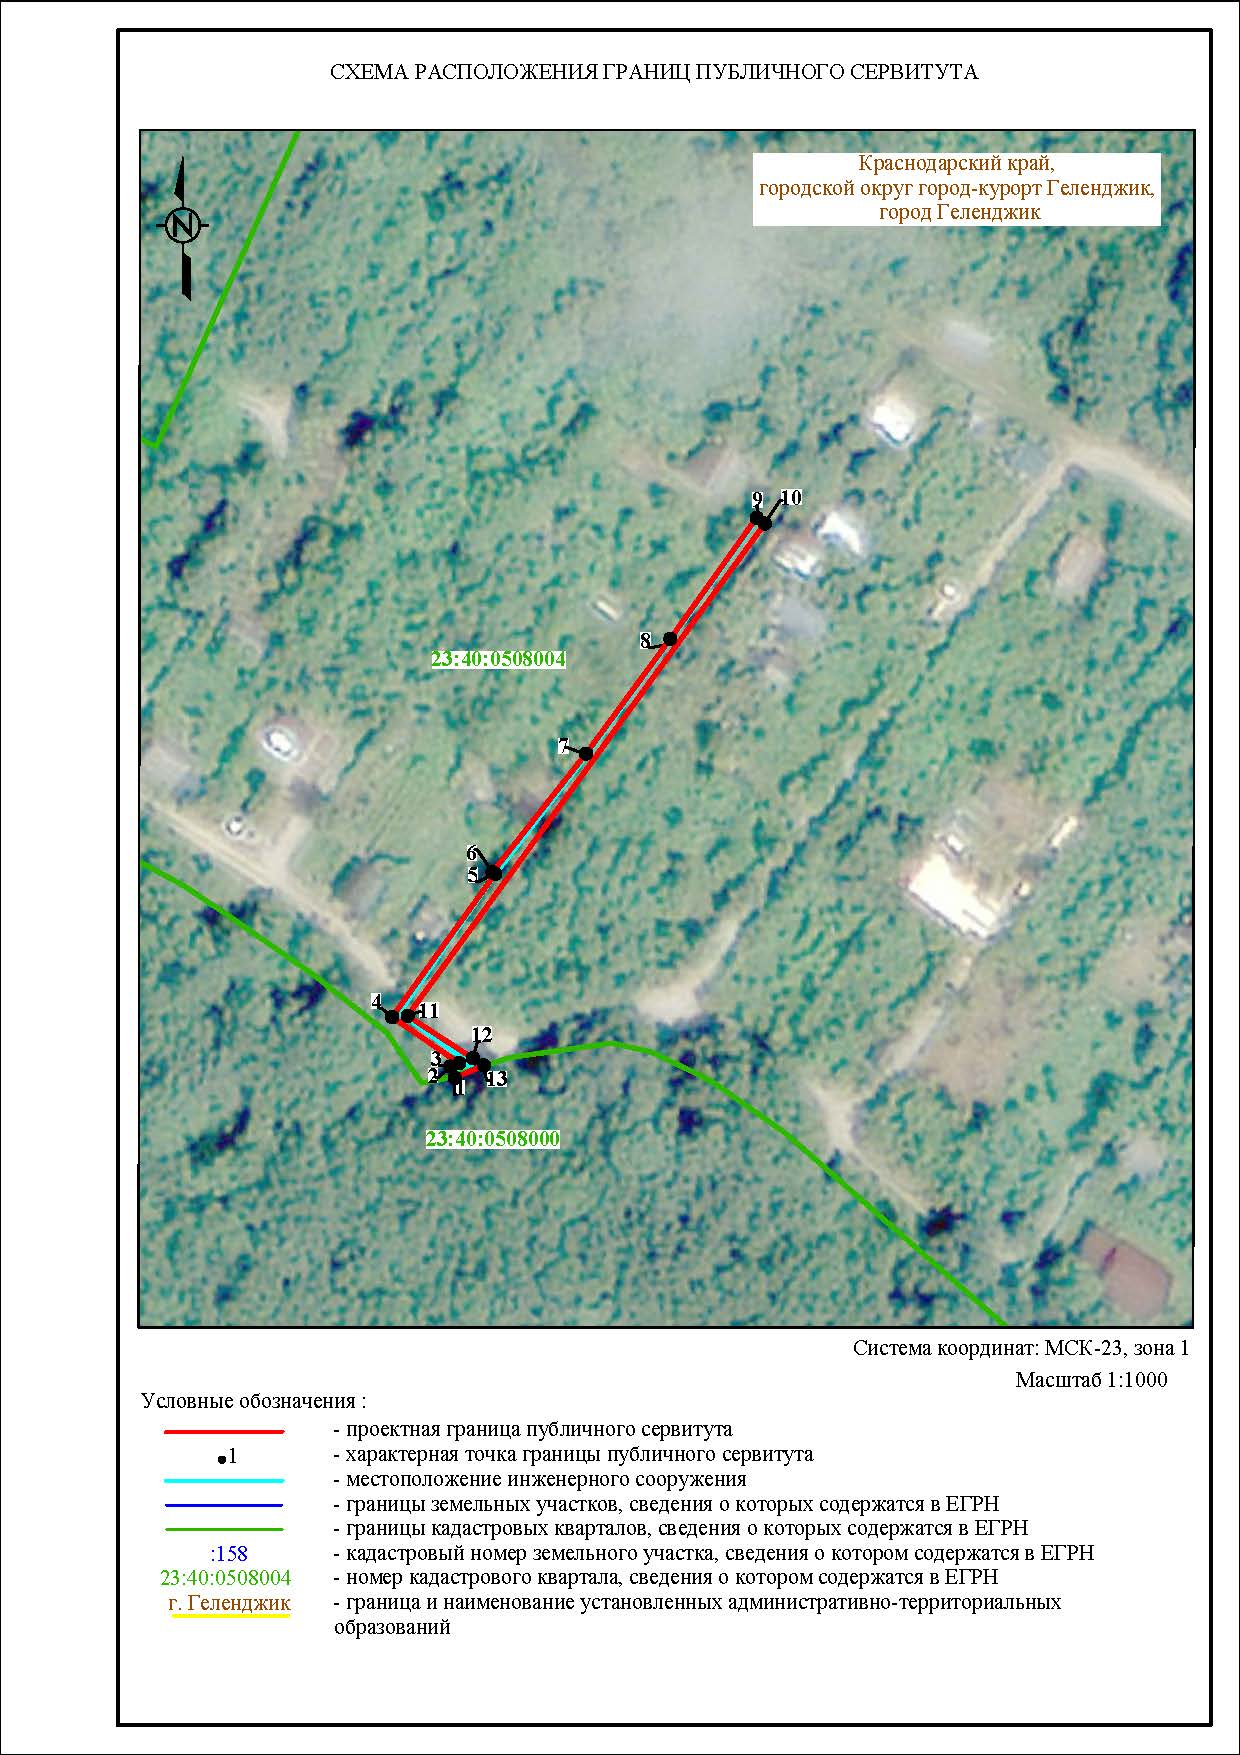 СХЕМА РАСПОЛОЖЕНИЯ ГРАНИЦ ПУБЛИЧНОГО СЕРВИТУТА
Краснодарский край,
городской округ город-курорт Геленджик,
город Геленджик
N
9 10
8
23:40:0508004
7
6
5
4 11
12
3
2 13
1
23:40:0508000
Система координат: МСК-23, зона 1
Масштаб 1:1000
Условные обозначения :
- проектная граница публичного сервитута
1 - характерная точка границы публичного сервитута
- местоположение инженерного сооружения
- границы земельных участков, сведения о которых содержатся в ЕГРН
- границы кадастровых кварталов, сведения о которых содержатся в ЕГРН
:158 - кадастровый номер земельного участка, сведения о котором содержатся в ЕГРН
23:40:0508004 - номер кадастрового квартала, сведения о котором содержатся в ЕГРН
г. Геленджик - граница и наименование установленных административно-территориальных
образований